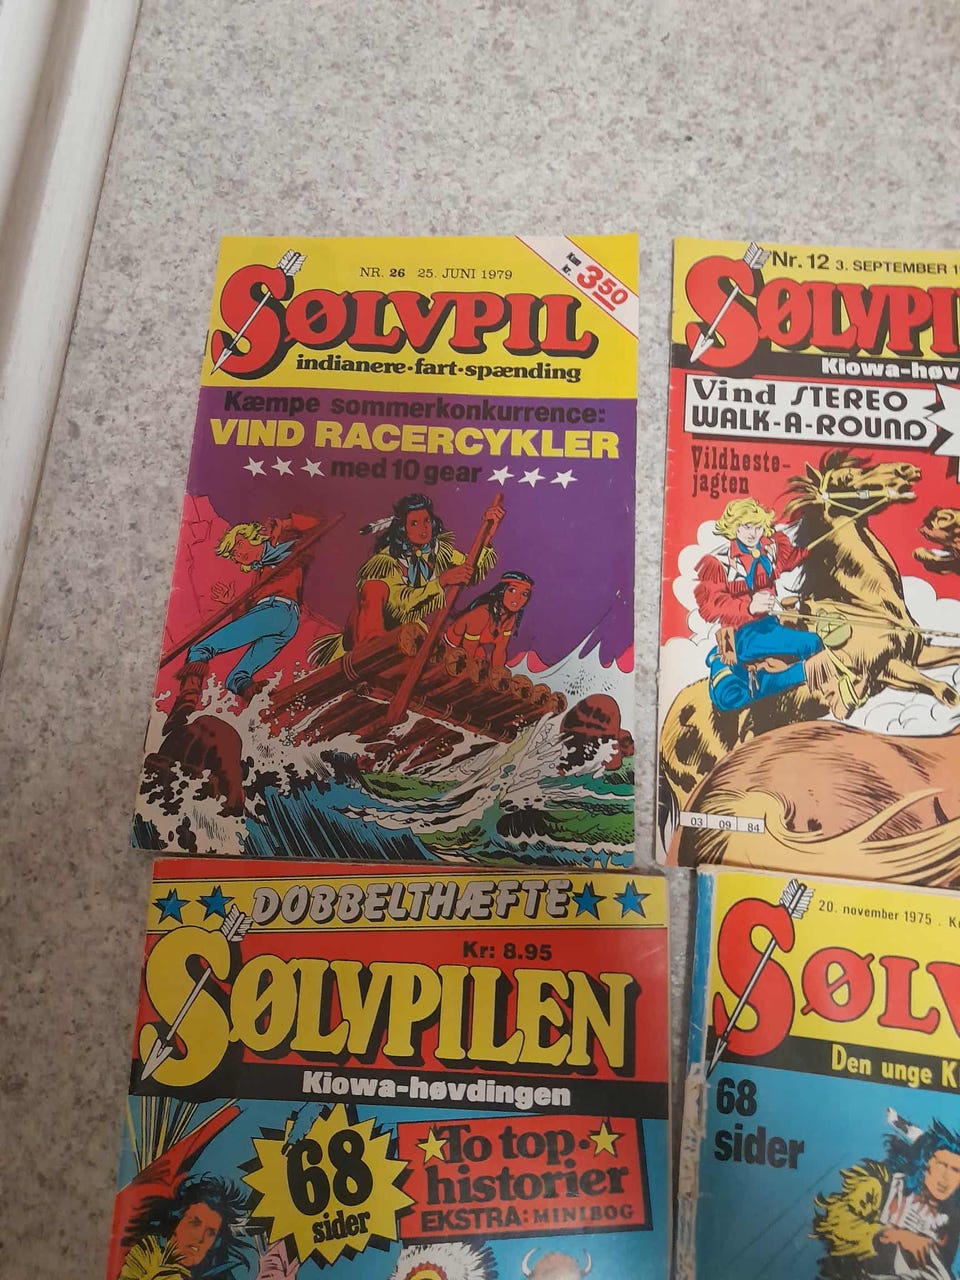 NR. 26 25. JUNI 1979
Kun kr. 3.50
SØLVPIL
indianere·fart·spænding
Kæmpe sommerkonkurrence:
VIND RACERCYKLER
med 10 gear
Nr. 12 3. SEPTEMBER
SØLVPI
Kiowa-høv
Vind STEREO
WALK-A-ROUND
Vildheste-
jagten
03 09 84
DOBBELTHÆFTE
Kr: 8.95
SØLVPILEN
Kiowa-høvdingen
68
sider
To top-
historier
EKSTRA: MINIBOG
20. november 1975 .
SØLV
Den unge K
68
sider